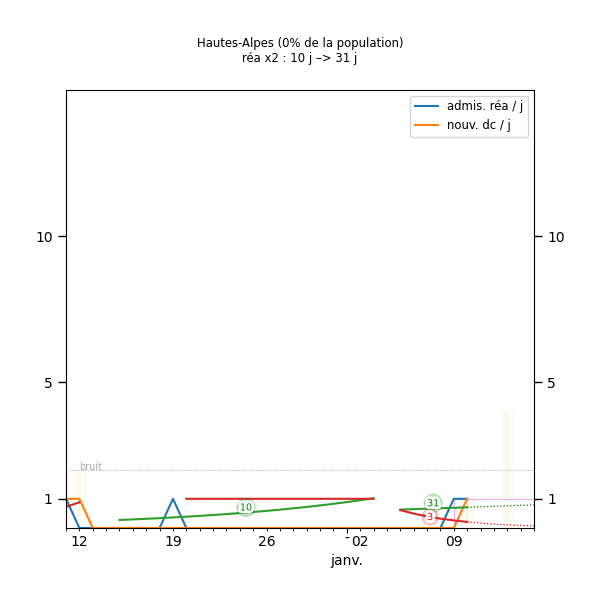 Hautes-Alpes (0% de la population)
réa x2 : 10 j –> 31 j
admis. réa / j
nouv. dc / j
10
10
5
5
bruit
1
1
10
31
3
12
19
26
02
09
janv.